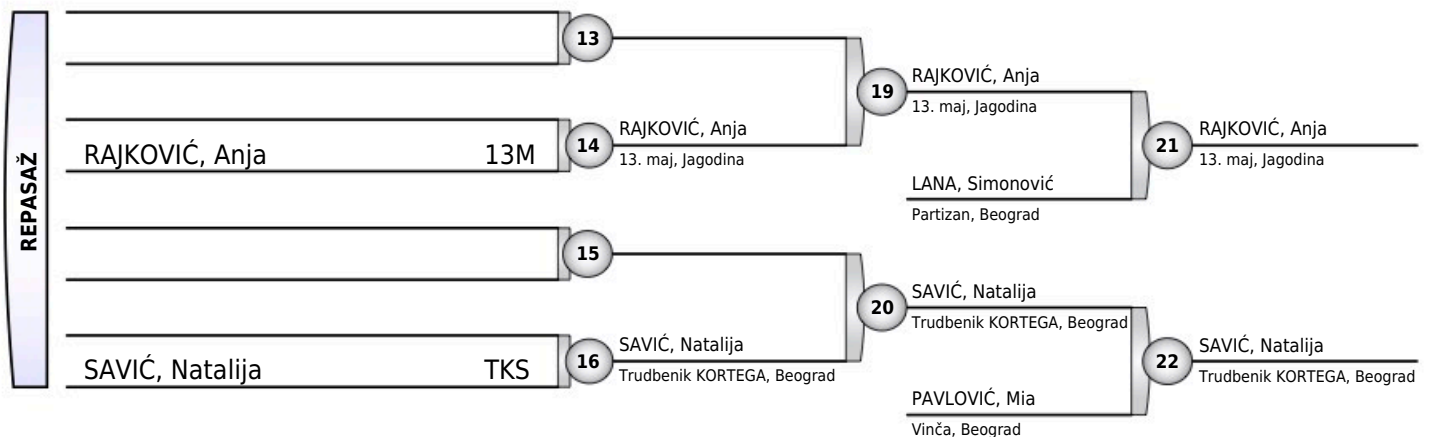 REPASAŽ
13
14
RAJKOVIĆ, Anja 13M
RAJKOVIĆ, Anja
13. maj, Jagodina
19
RAJKOVIĆ, Anja
13. maj, Jagodina
LANA, Simonović
Partizan, Beograd
21
RAJKOVIĆ, Anja
13. maj, Jagodina
15
16
SAVIĆ, Natalija TKS
SAVIĆ, Natalija
Trudbenik KORTEGA, Beograd
20
SAVIĆ, Natalija
Trudbenik KORTEGA, Beograd
PAVLOVIĆ, Mia
Vinča, Beograd
22
SAVIĆ, Natalija
Trudbenik KORTEGA, Beograd